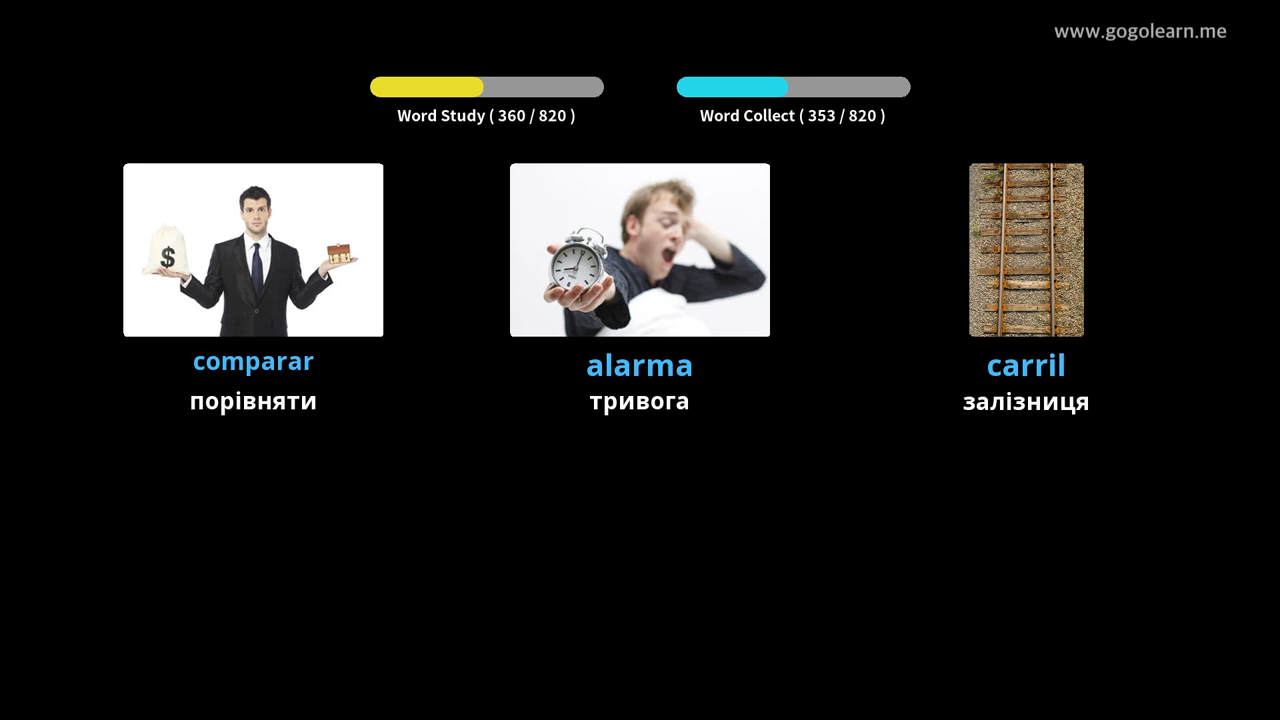 www.gogolearn.me
Word Study ( 360 / 820 )
Word Collect ( 353 / 820 )
$
comparar
порівняти
alarma
тривога
carril
залізниця